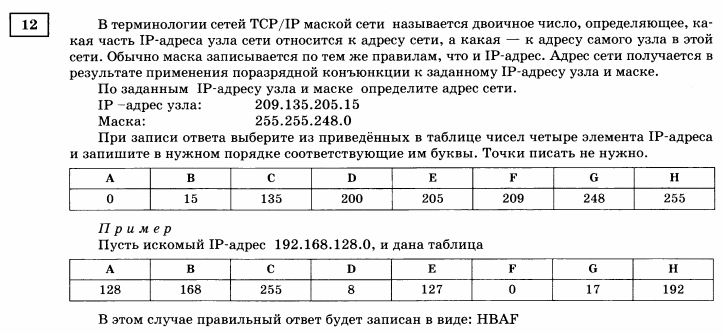 12
В терминологии сетей TCP/IP маской сети называется двоичное число, определяющее, ка-
кая часть IP-адреса узла сети относится к адресу сети, а какая — к адресу самого узла в этой
сети. Обычно маска записывается по тем же правилам, что и IP-адрес. Адрес сети получается в
результате применения поразрядной конъюнкции к заданному IP-адресу узла и маске.
По заданным IP-адресу узла и маске определите адрес сети.
IP –адрес узла: 209.135.205.15
Маска: 255.255.248.0
При записи ответа выберите из приведённых в таблице чисел четыре элемента IP-адреса
и запишите в нужном порядке соответствующие им буквы. Точки писать не нужно.
A B C D E F G H
0 15 135 200 205 209 248 255
Пример
Пусть искомый IP-адрес 192.168.128.0, и дана таблица
A B C D E F G H
128 168 255 8 127 0 17 192
В этом случае правильный ответ будет записан в виде: HBAF